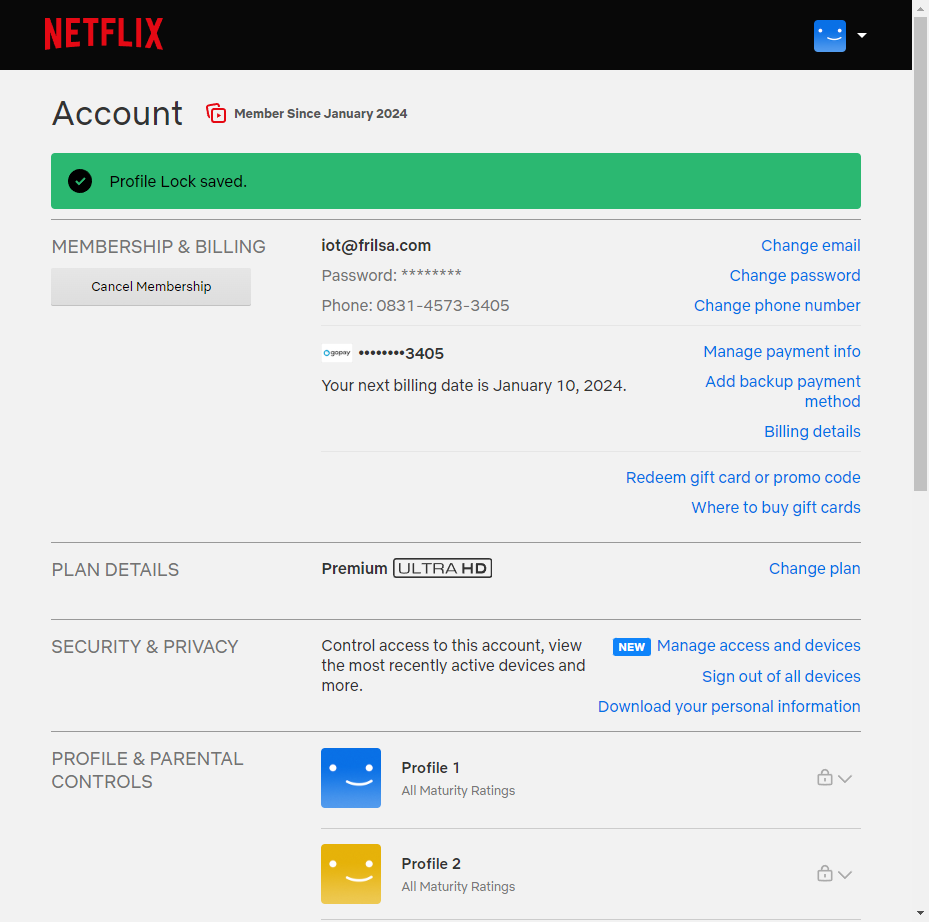 NETFLIX
Account
Member Since January 2024
Profile Lock saved.
MEMBERSHIP & BILLING
Cancel Membership
iot@frilsa.com
Change email
Password: ********
Change password
Phone: 0831-4573-3405
Change phone number
gopay ••••••••3405
Manage payment info
Your next billing date is January 10, 2024.
Add backup payment
method
Billing details
Redeem gift card or promo code
Where to buy gift cards
PLAN DETAILS
Premium ULTRA HD
Change plan
SECURITY & PRIVACY
Control access to this account, view
the most recently active devices and
more.
NEW Manage access and devices
Sign out of all devices
Download your personal information
PROFILE & PARENTAL
CONTROLS
Profile 1
All Maturity Ratings
Profile 2
All Maturity Ratings